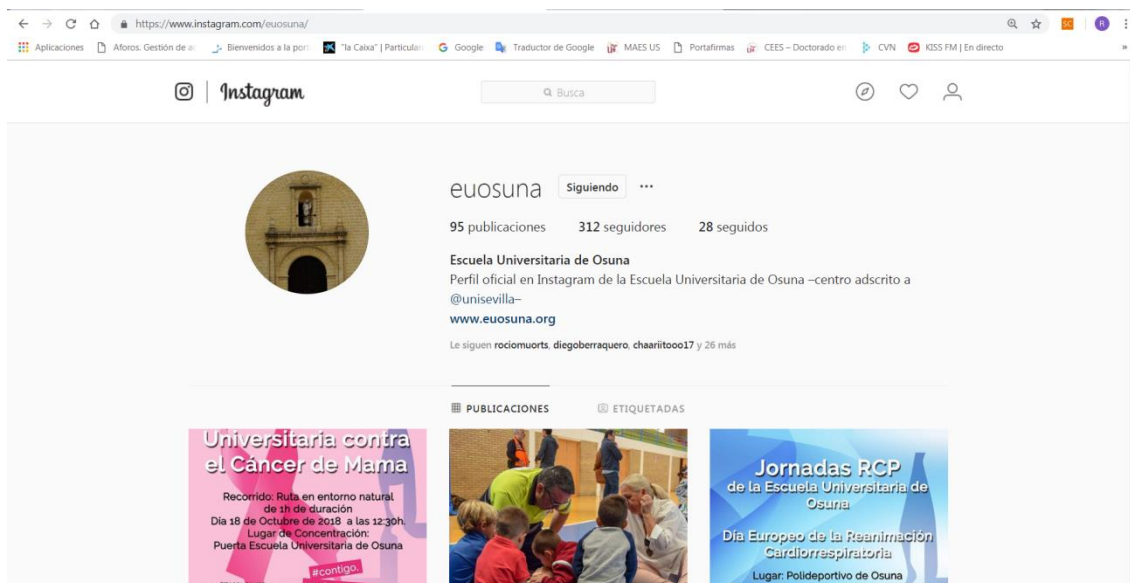 https://www.instagram.com/euosuna/
SC R
Aplicaciones Aforos. Gestión de a Bienvenidos a la port "la Caixa" | Particular G Google Traductor de Google MAES US Portafirmas CEES – Doctorado en CVN KISS FM | En directo »
Instagram
Busca
euosuna Siguiendo ...
95 publicaciones 312 seguidores 28 seguidos
Escuela Universitaria de Osuna
Perfil oficial en Instagram de la Escuela Universitaria de Osuna –centro adscrito a
@unisevilla–
www.euosuna.org
Le siguen rociomuorts, diegoberraquero, chaariitooo17 y 26 más
PUBLICACIONES ETIQUETADAS
Universitaria contra
el Cáncer de Mama
Recorrido: Ruta en entorno natural
de 1h de duración
Día 18 de Octubre de 2018 a las 12:30h.
Lugar de Concentración:
Puerta Escuela Universitaria de Osuna
#contigo.
Jornadas RCP
de la Escuela Universitaria de
Osuna
Día Europeo de la Reanimación
Cardiorrespiratoria
Lugar: Polideportivo de Osuna